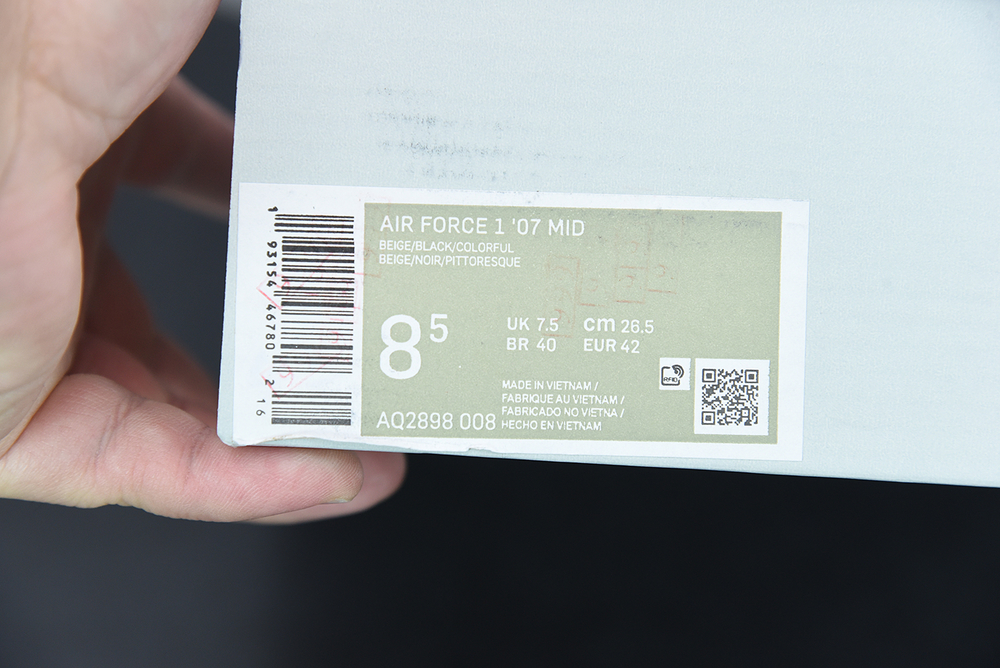 AIR FORCE 1 '07 MID
BEIGE/BLACK/COLORFUL
BEIGE/NOIR/PITTORESQUE
8 5
UK 7.5 cm 26.5
BR 40 EUR 42
RFID
MADE IN VIETNAM /
FABRIQUE AU VIETNAM /
FABRICADO NO VIETNA /
HECHO EN VIETNAM
AQ2898 008
1 93154 46780 2 16